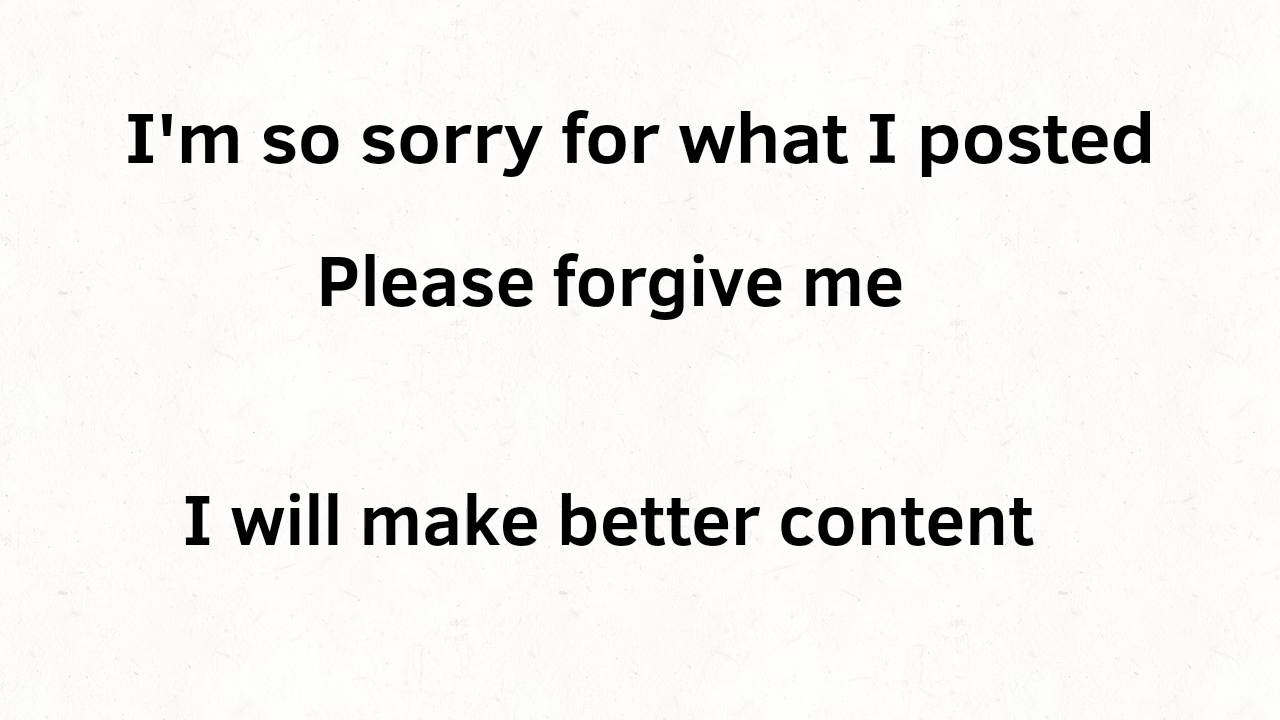 I'm so sorry for what I posted
Please forgive me
I will make better content